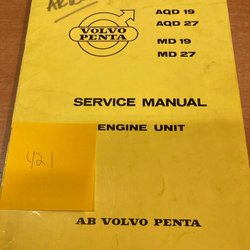 AQD 19
AQD 27
MD 19
MD 27
VOLVO
PENTA
SERVICE MANUAL
ENGINE UNIT
421
AB VOLVO PENTA